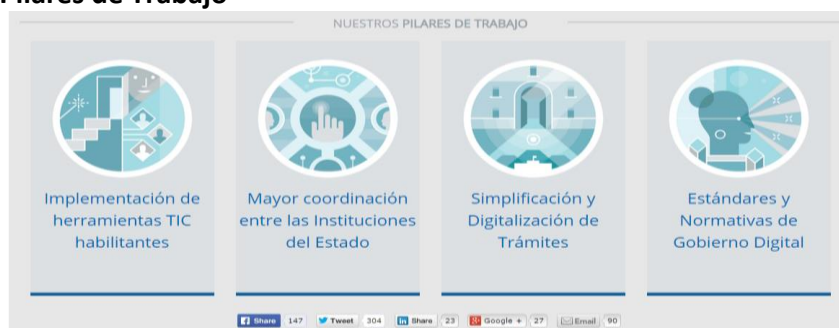 Pilares de Trabajo
NUESTROS PILARES DE TRABAJO
Implementación de
herramientas TIC
habilitantes
Mayor coordinación
entre las Instituciones
del Estado
Simplificación y
Digitalización de
Trámites
Estándares y
Normativas de
Gobierno Digital
Share 147 Tweet 304 Share 23 Google + 27 Email 90